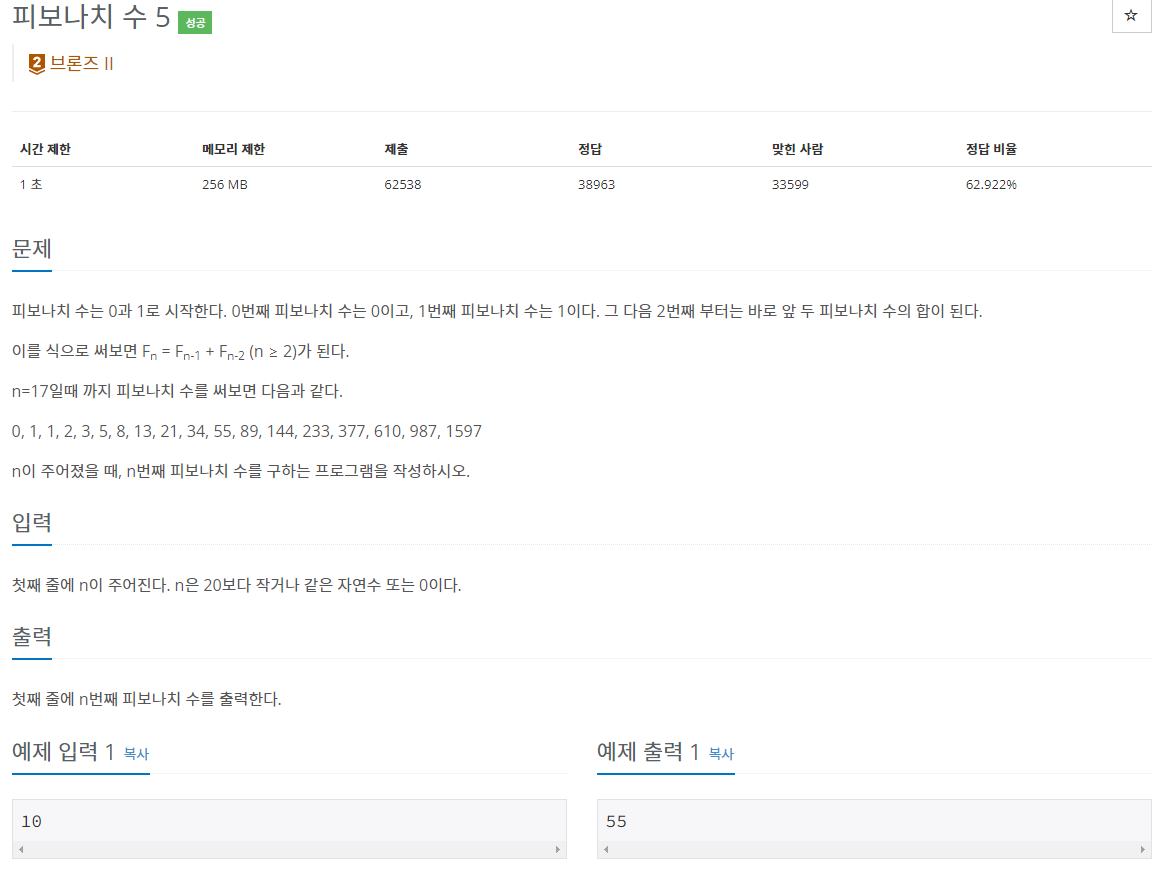 피보나치 수 5 성공
☆
2 브론즈 II
시간 제한 메모리 제한 제출 정답 맞힌 사람 정답 비율
1 초 256 MB 62538 38963 33599 62.922%
문제
피보나치 수는 0과 1로 시작한다. 0번째 피보나치 수는 0이고, 1번째 피보나치 수는 1이다. 그 다음 2번째 부터는 바로 앞 두 피보나치 수의 합이 된다.
이를 식으로 써보면 Fn = Fn-1 + Fn-2 (n ≥ 2)가 된다.
n=17일때 까지 피보나치 수를 써보면 다음과 같다.
0, 1, 1, 2, 3, 5, 8, 13, 21, 34, 55, 89, 144, 233, 377, 610, 987, 1597
n이 주어졌을 때, n번째 피보나치 수를 구하는 프로그램을 작성하시오.
입력
첫째 줄에 n이 주어진다. n은 20보다 작거나 같은 자연수 또는 0이다.
출력
첫째 줄에 n번째 피보나치 수를 출력한다.
예제 입력 1 복사
10
예제 출력 1 복사
55